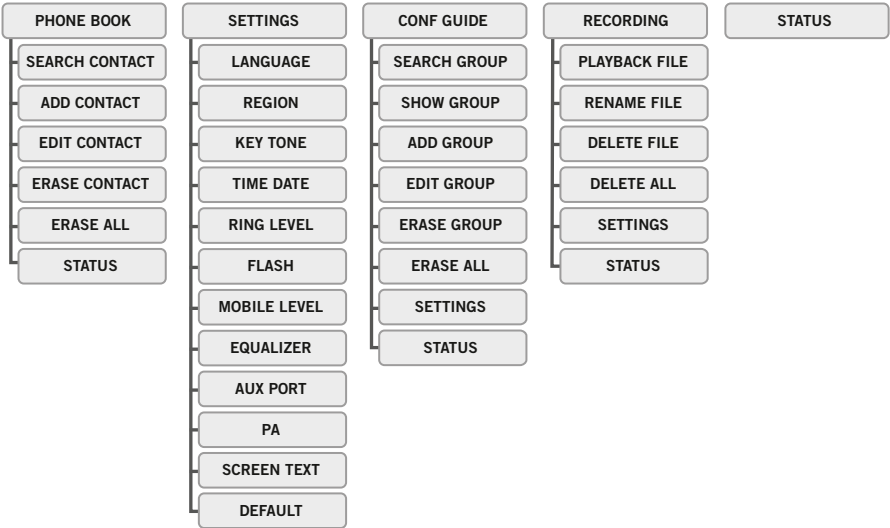 PHONE BOOK
SEARCH CONTACT
ADD CONTACT
EDIT CONTACT
ERASE CONTACT
ERASE ALL
STATUS
SETTINGS
LANGUAGE
REGION
KEY TONE
TIME DATE
RING LEVEL
FLASH
MOBILE LEVEL
EQUALIZER
AUX PORT
PA
SCREEN TEXT
DEFAULT
CONF GUIDE
SEARCH GROUP
SHOW GROUP
ADD GROUP
EDIT GROUP
ERASE GROUP
ERASE ALL
SETTINGS
STATUS
RECORDING
PLAYBACK FILE
RENAME FILE
DELETE FILE
DELETE ALL
SETTINGS
STATUS
STATUS